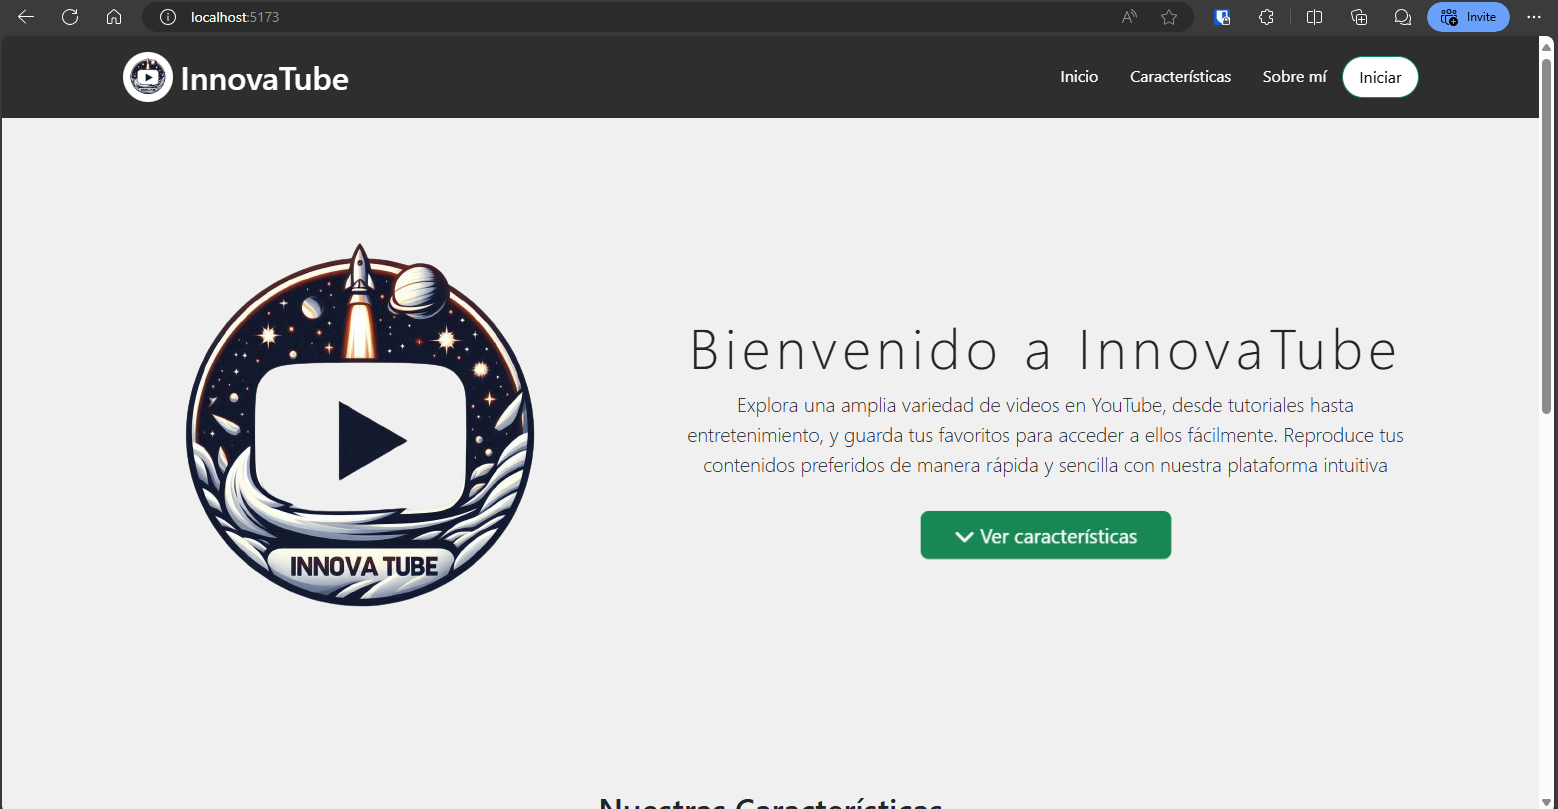 localhost:5173
Invite
InnovaTube
Inicio
Características
Sobre mí
Iniciar
Bienvenido a InnovaTube
Explora una amplia variedad de videos en YouTube, desde tutoriales hasta
entretenimiento, y guarda tus favoritos para acceder a ellos fácilmente. Reproduce tus
contenidos preferidos de manera rápida y sencilla con nuestra plataforma intuitiva
Ver características
INNOVA TUBE
Nuestras Características